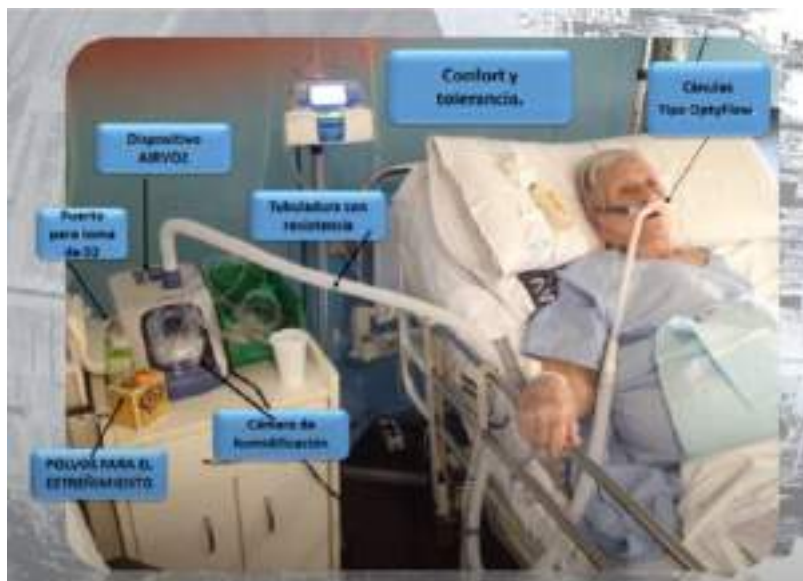 Confort y
tolerancia.
Cánulas
Tipo OptyFlow
Dispositivo
AIRVO2
Tubuladura con
resistencia
Puerto
para toma
de O2
Cámara de
humidificación
POLVOS PARA EL
ESTREÑIMIENTO